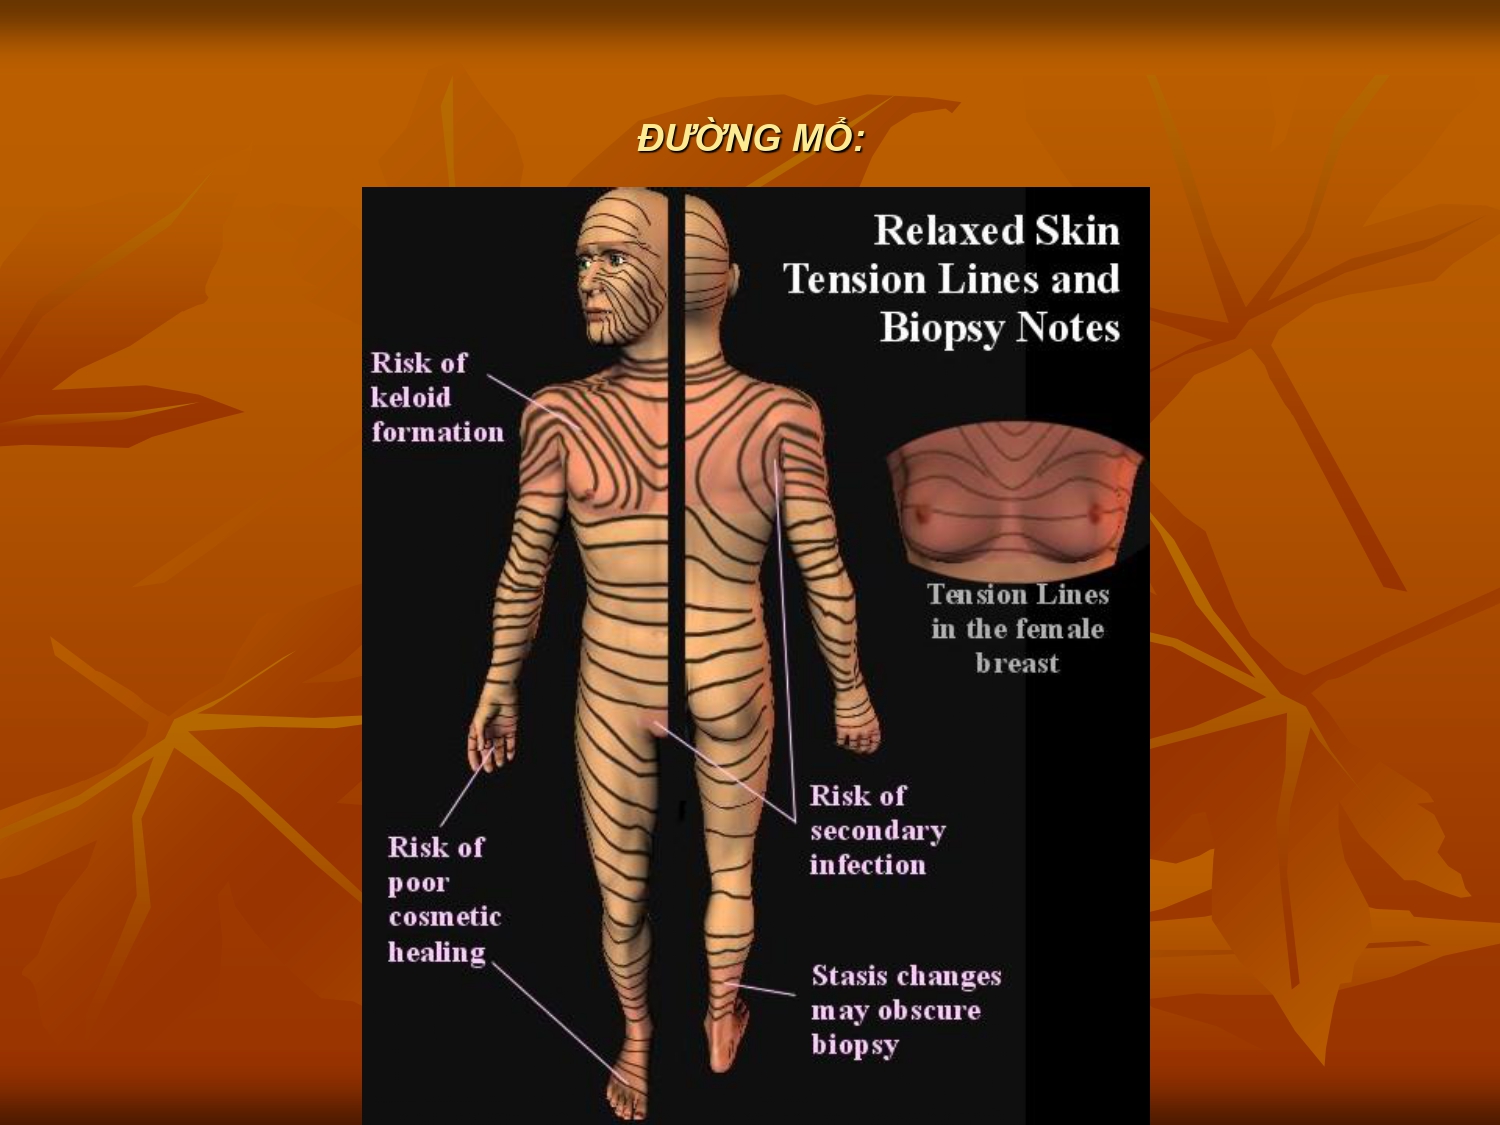 ĐƯỜNG MỔ:
Relaxed Skin
Tension Lines and
Biopsy Notes
Risk of
keloid
formation
Tension Lines
in the female
breast
Risk of
secondary
infection
Risk of
poor
cosmetic
healing
Stasis changes
may obscure
biopsy